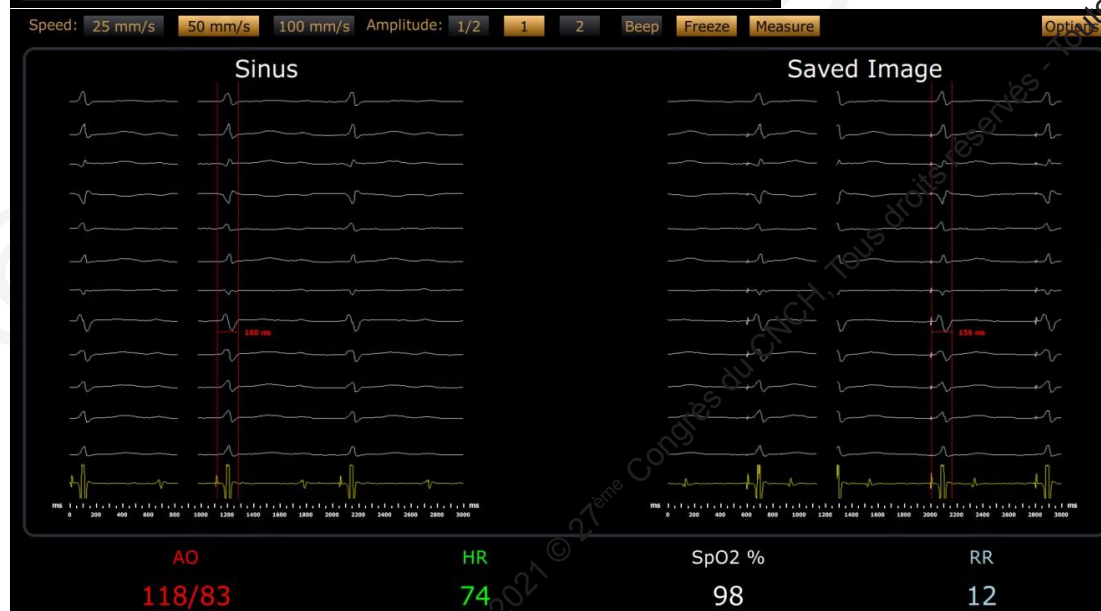 Speed: 25 mm/s 50 mm/s 100 mm/s Amplitude: 1/2 1 2 Beep Freeze Measure Options
Sinus
Saved Image
160 ms
156 ms
ms 0 200 400 600 800 1000 1200 1400 1600 1800 2000 2200 2400 2600 2800 3000 ms
ms 0 200 400 600 800 1000 1200 1400 1600 1800 2000 2200 2400 2600 2800 3000 ms
AO HR SpO2 % RR
118/83 74 98 12
2021 © 27ème Congrès du CNCH, Tous droits réservés - Toute